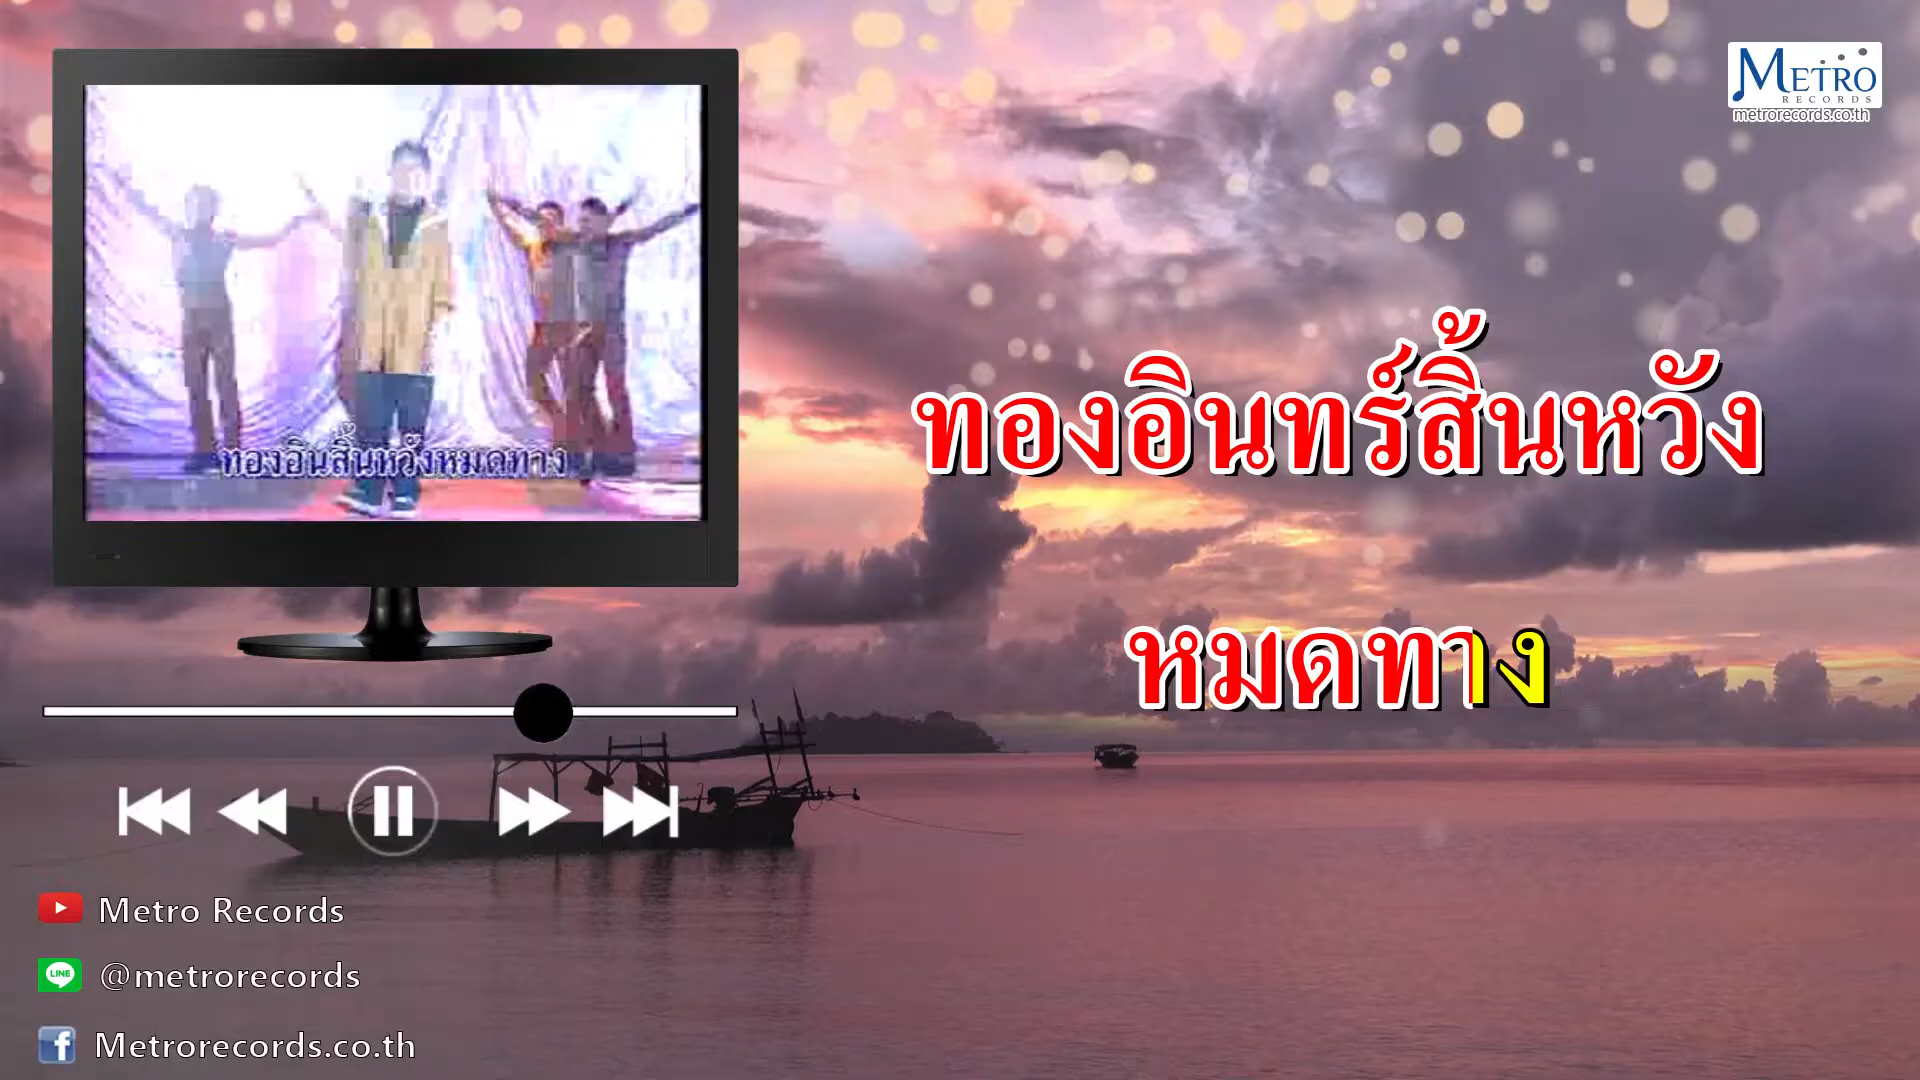 METRO
RECORDS
metrorecords.co.th
ทองอินสิ้นหวังหมดทาง
ทองอินทร์สิ้นหวัง
หมดทาง
Metro Records
LINE
@metrorecords
f
Metrorecords.co.th